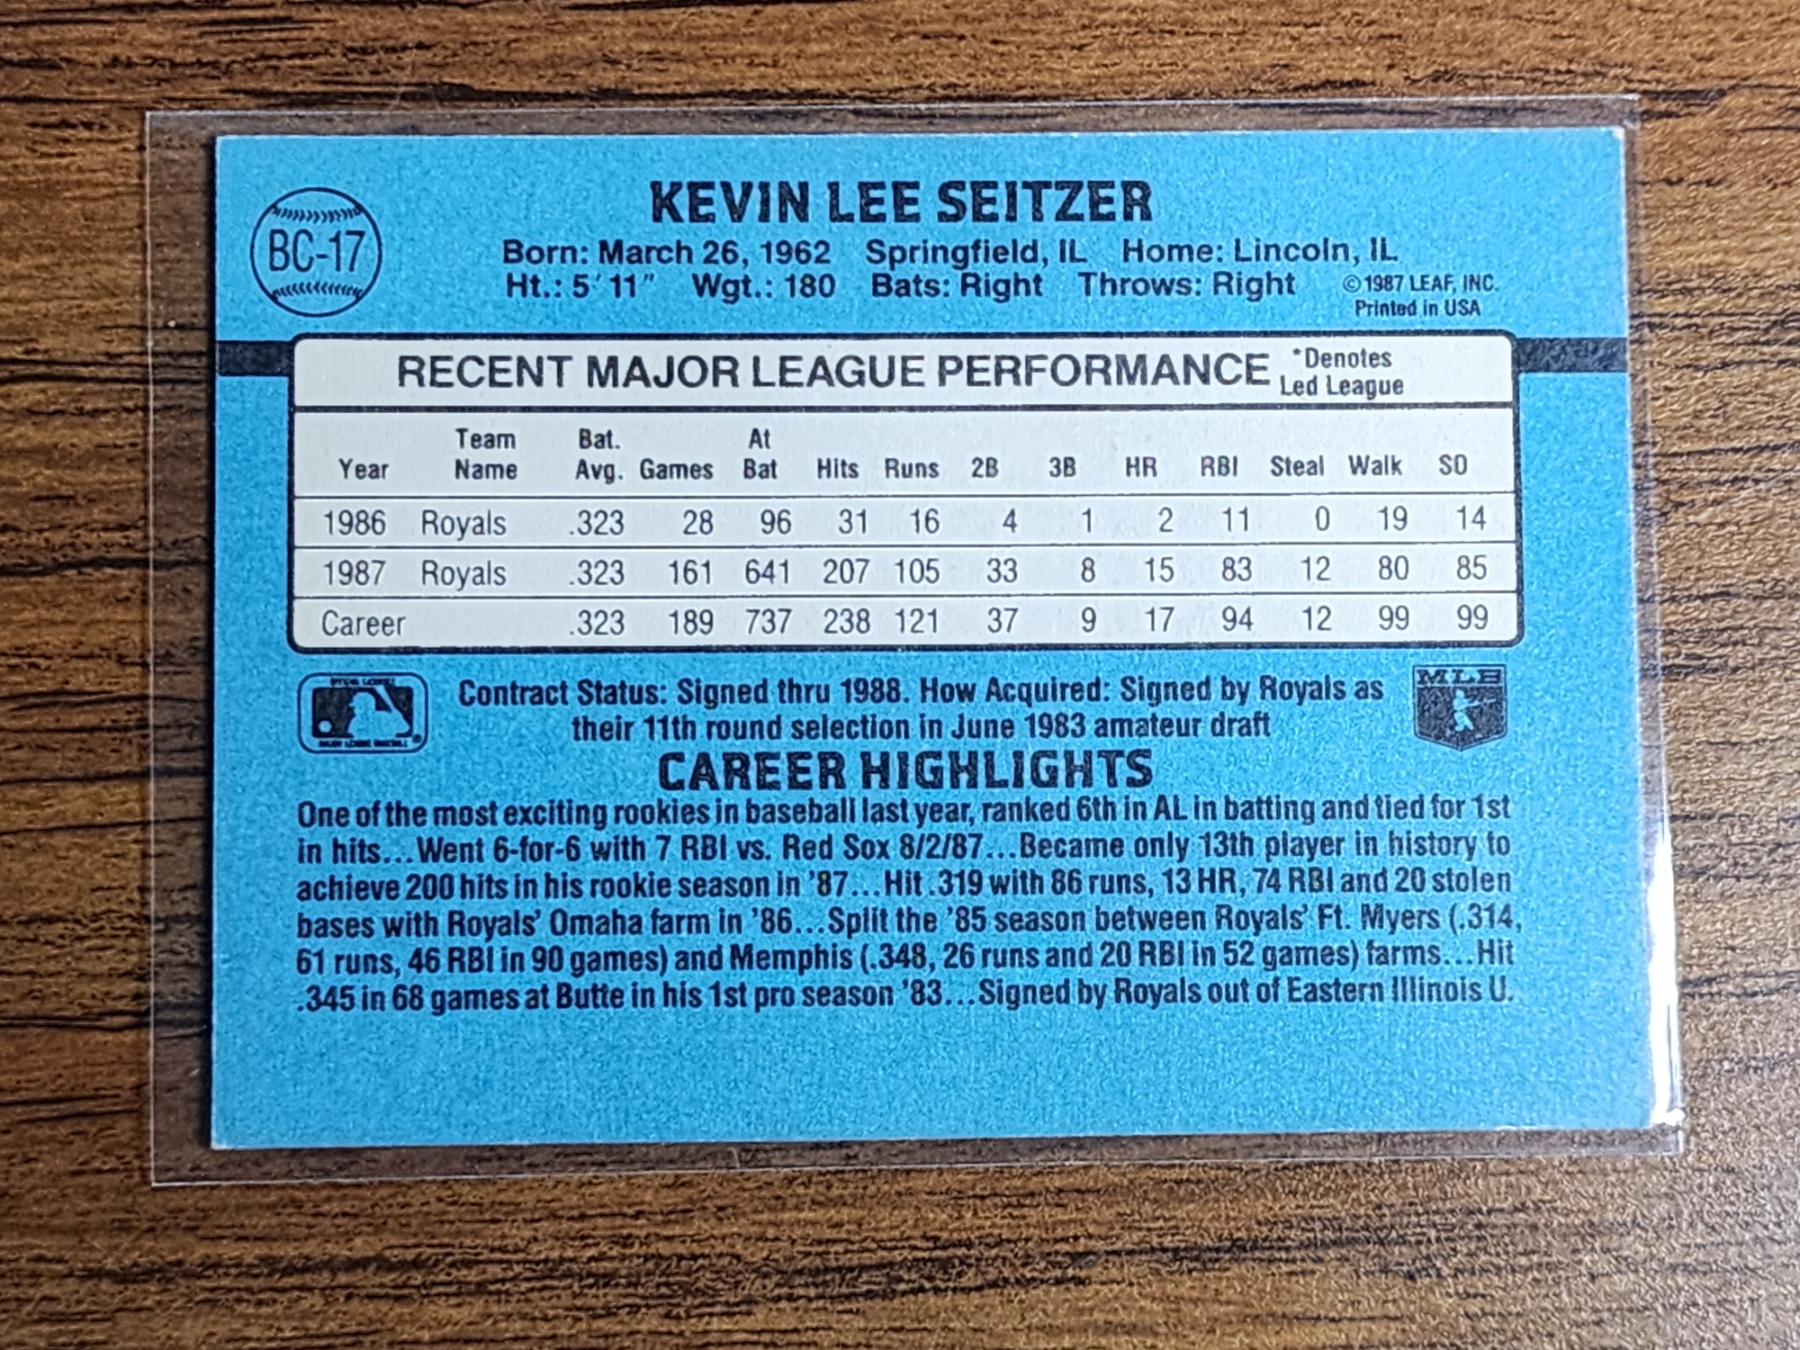 BC-17
KEVIN LEE SEITZER
Born: March 26, 1962 Springfield, IL Home: Lincoln, IL
Ht.: 5' 11" Wgt.: 180 Bats: Right Throws: Right ©1987 LEAF, INC.
Printed in USA
RECENT MAJOR LEAGUE PERFORMANCE *Denotes
Led League
Team Bat. At
Year Name Avg. Games Bat Hits Runs 2B 3B HR RBI Steal Walk SO
1986 Royals .323 28 96 31 16 4 1 2 11 0 19 14
1987 Royals .323 161 641 207 105 33 8 15 83 12 80 85
Career .323 189 737 238 121 37 9 17 94 12 99 99
Contract Status: Signed thru 1988. How Acquired: Signed by Royals as
their 11th round selection in June 1983 amateur draft
MLB
CAREER HIGHLIGHTS
One of the most exciting rookies in baseball last year, ranked 6th in AL in batting and tied for 1st
in hits...Went 6-for-6 with 7 RBI vs. Red Sox 8/2/87...Became only 13th player in history to
achieve 200 hits in his rookie season in '87...Hit .319 with 86 runs, 13 HR, 74 RBI and 20 stolen
bases with Royals' Omaha farm in '86...Split the '85 season between Royals' Ft. Myers (.314,
61 runs, 46 RBI in 90 games) and Memphis (.348, 26 runs and 20 RBI in 52 games) farms...Hit
.345 in 68 games at Butte in his 1st pro season '83...Signed by Royals out of Eastern Illinois U.